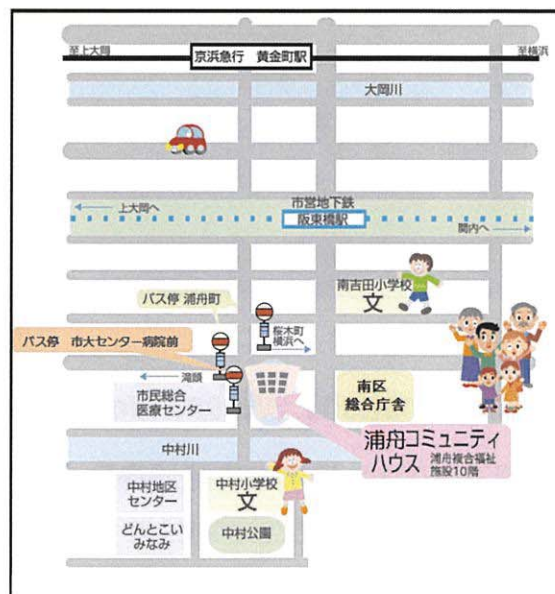 至上大岡
京浜急行 黄金町駅
至横浜
大岡川
市営地下鉄
上大岡へ
阪東橋駅
関内へ
南吉田小学校
文
バス停 浦舟町
桜木町
横浜へ
バス停 市大センター病院前
滝頭
市民総合
医療センター
南区
総合庁舎
浦舟コミュニティ
ハウス 浦舟複合福祉
施設10階
中村川
中村地区
センター
中村小学校
文
どんとこい
みなみ
中村公園